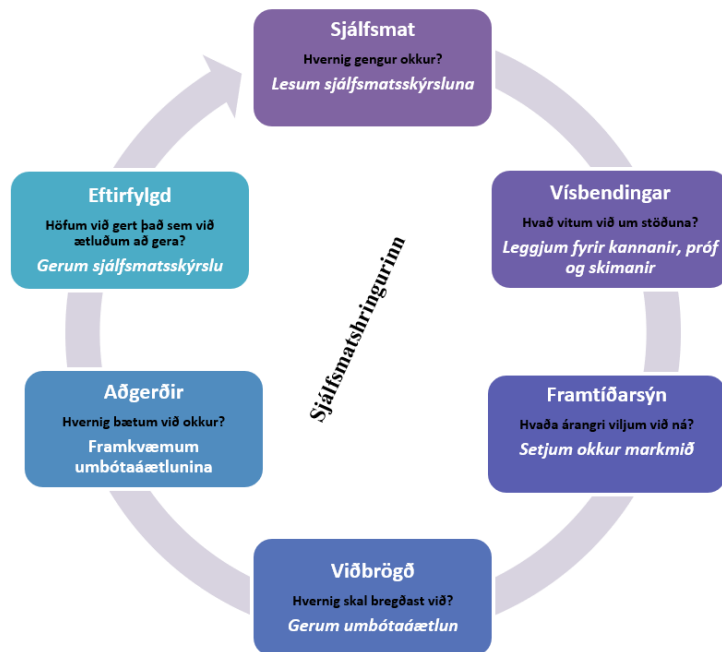 Sjálfsmat
Hvernig gengur okkur?
Lesum sjálfsmatsskýrsluna
Vísbendingar
Hvað vitum við um stöðuna?
Leggjum fyrir kannanir, próf
og skimanir
Framtíðarsýn
Hvaða árangri viljum við ná?
Setjum okkur markmið
Viðbrögð
Hvernig skal bregðast við?
Gerum umbótaáætlun
Aðgerðir
Hvernig bætum við okkur?
Framkvæmum
umbótaáætlunina
Eftirfylgd
Höfum við gert það sem við
ætluðum að gera?
Gerum sjálfsmatsskýrslu
Sjálfsmatshringurinn